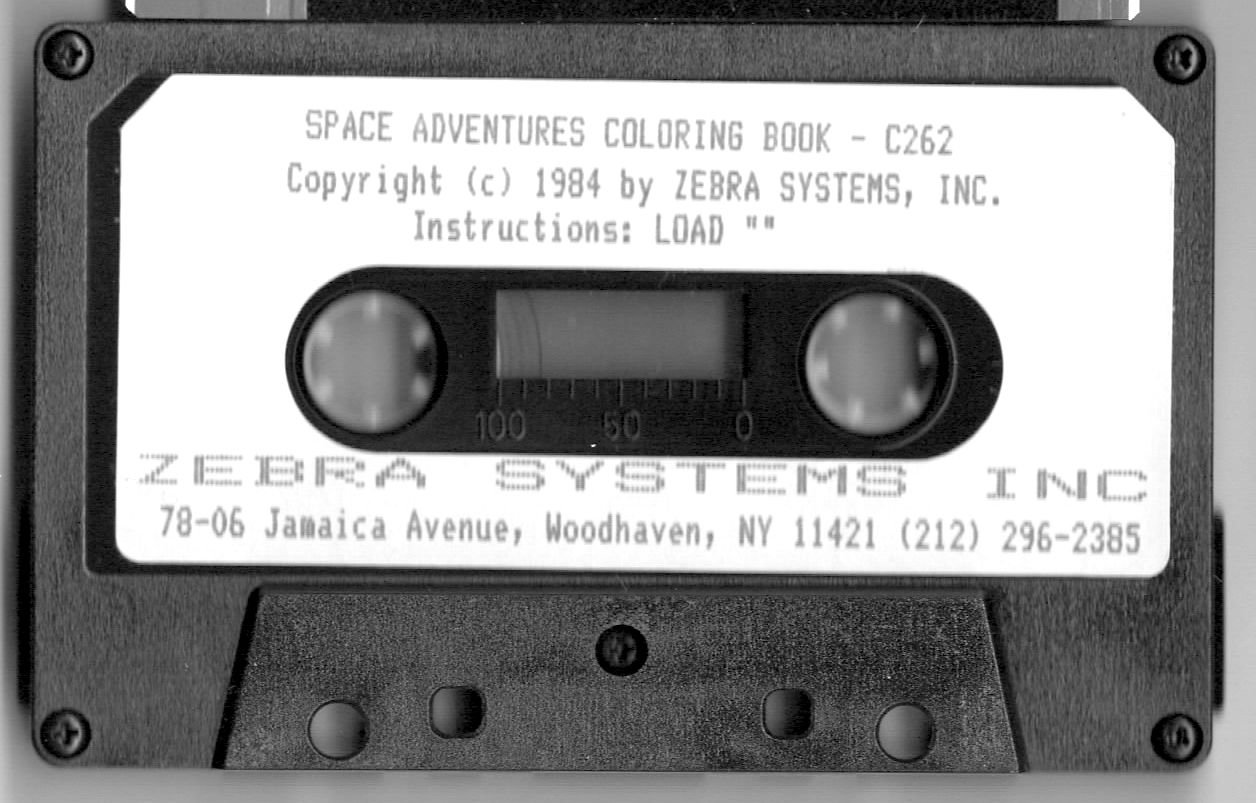 SPACE ADVENTURES COLORING BOOK - C262
Copyright (c) 1984 by ZEBRA SYSTEMS, INC.
Instructions: LOAD ""
100 50 0
ZEBRA SYSTEMS INC
78-06 Jamaica Avenue, Woodhaven, NY 11421 (212) 296-2385